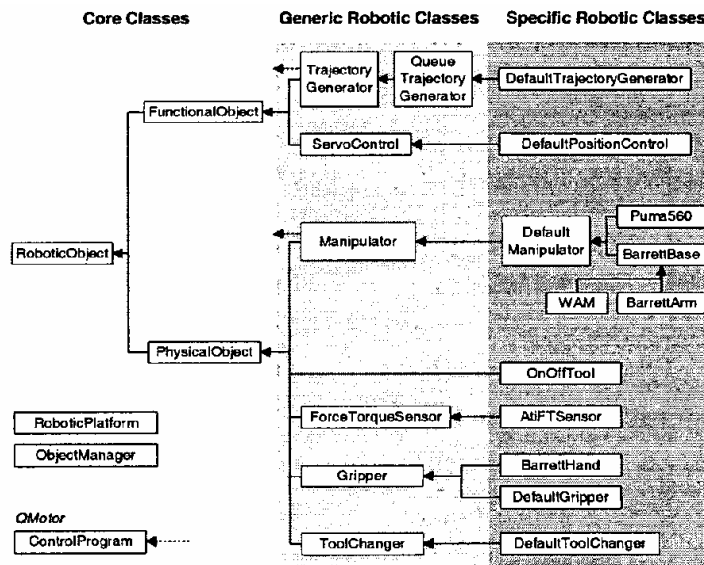 Core Classes
Generic Robotic Classes
Specific Robotic Classes
Trajectory
Generator
Queue
Trajectory
Generator
DefaultTrajectoryGenerator
FunctionalObject
ServoControl
DefaultPositionControl
Puma560
Manipulator
Default
Manipulator
BarrettBase
RoboticObject
WAM
BarrettArm
PhysicalObject
OnOffTool
RoboticPlatform
ForceTorqueSensor
AtiFTSensor
ObjectManager
Gripper
BarrettHand
DefaultGripper
QMotor
ControlProgram
ToolChanger
DefaultToolChanger